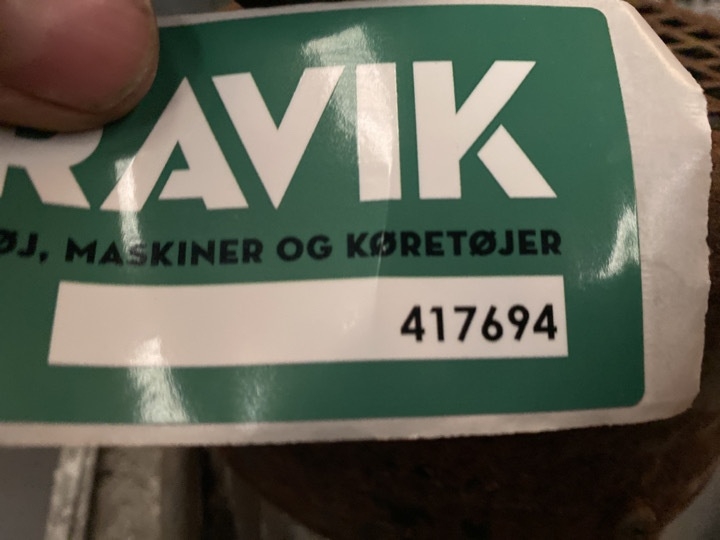 RAVIK
ØJ, MASKINER OG KØRETØJER
417694